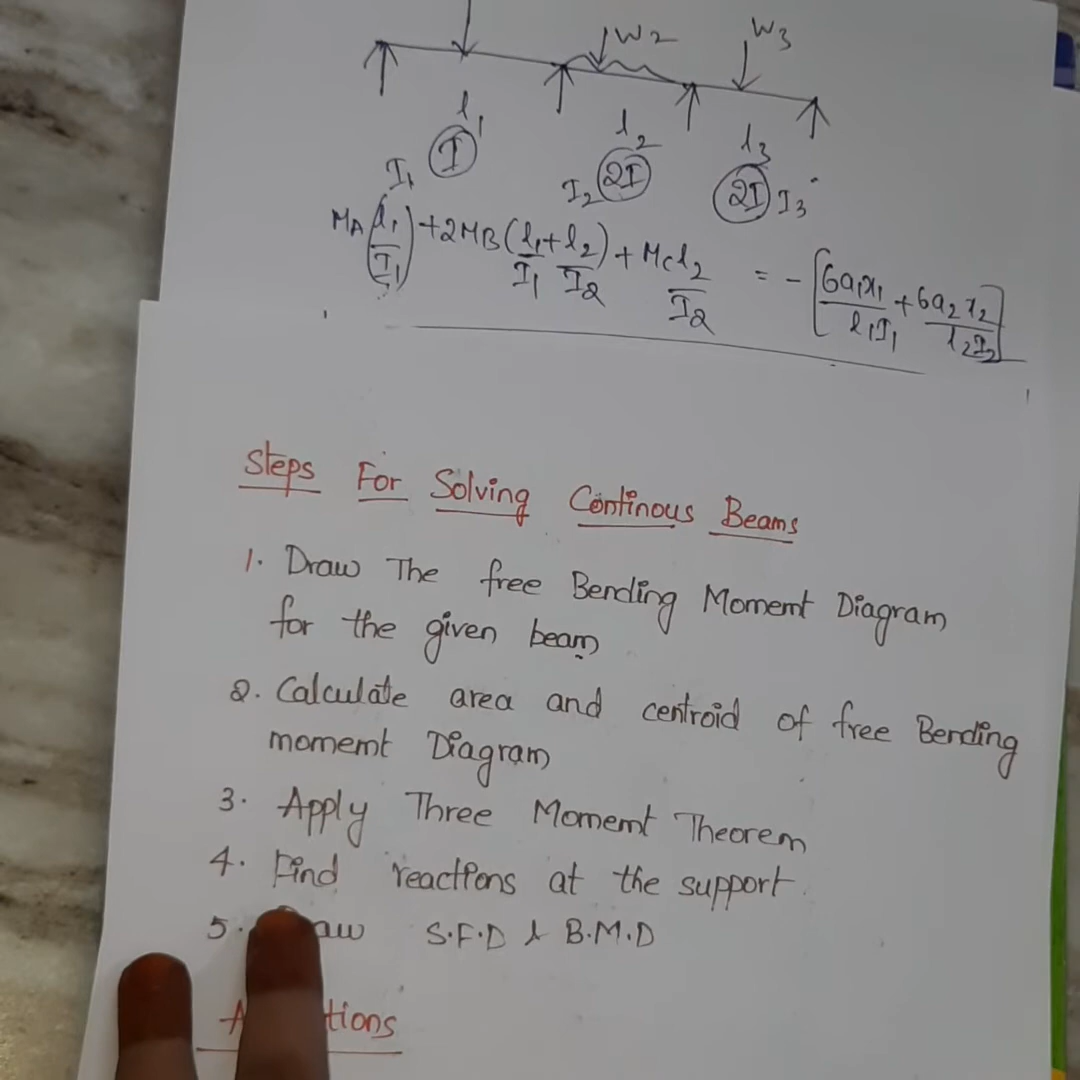 W2 W3
l1 l2 l3
I1 I I2 2I 2I I3
MA(l1/I1) + 2MB(l1/I1 + l2/I2) + Mc l2/I2 = -[6a1x1/l1I1 + 6a2x2/l2I2]
Steps For Solving Continous Beams
1. Draw The free Bending Moment Diagram
for the given beam
2. Calculate area and centroid of free Bending
moment Diagram
3. Apply Three Moment Theorem
4. Find reactions at the support.
5. aw S.F.D & B.M.D
tions